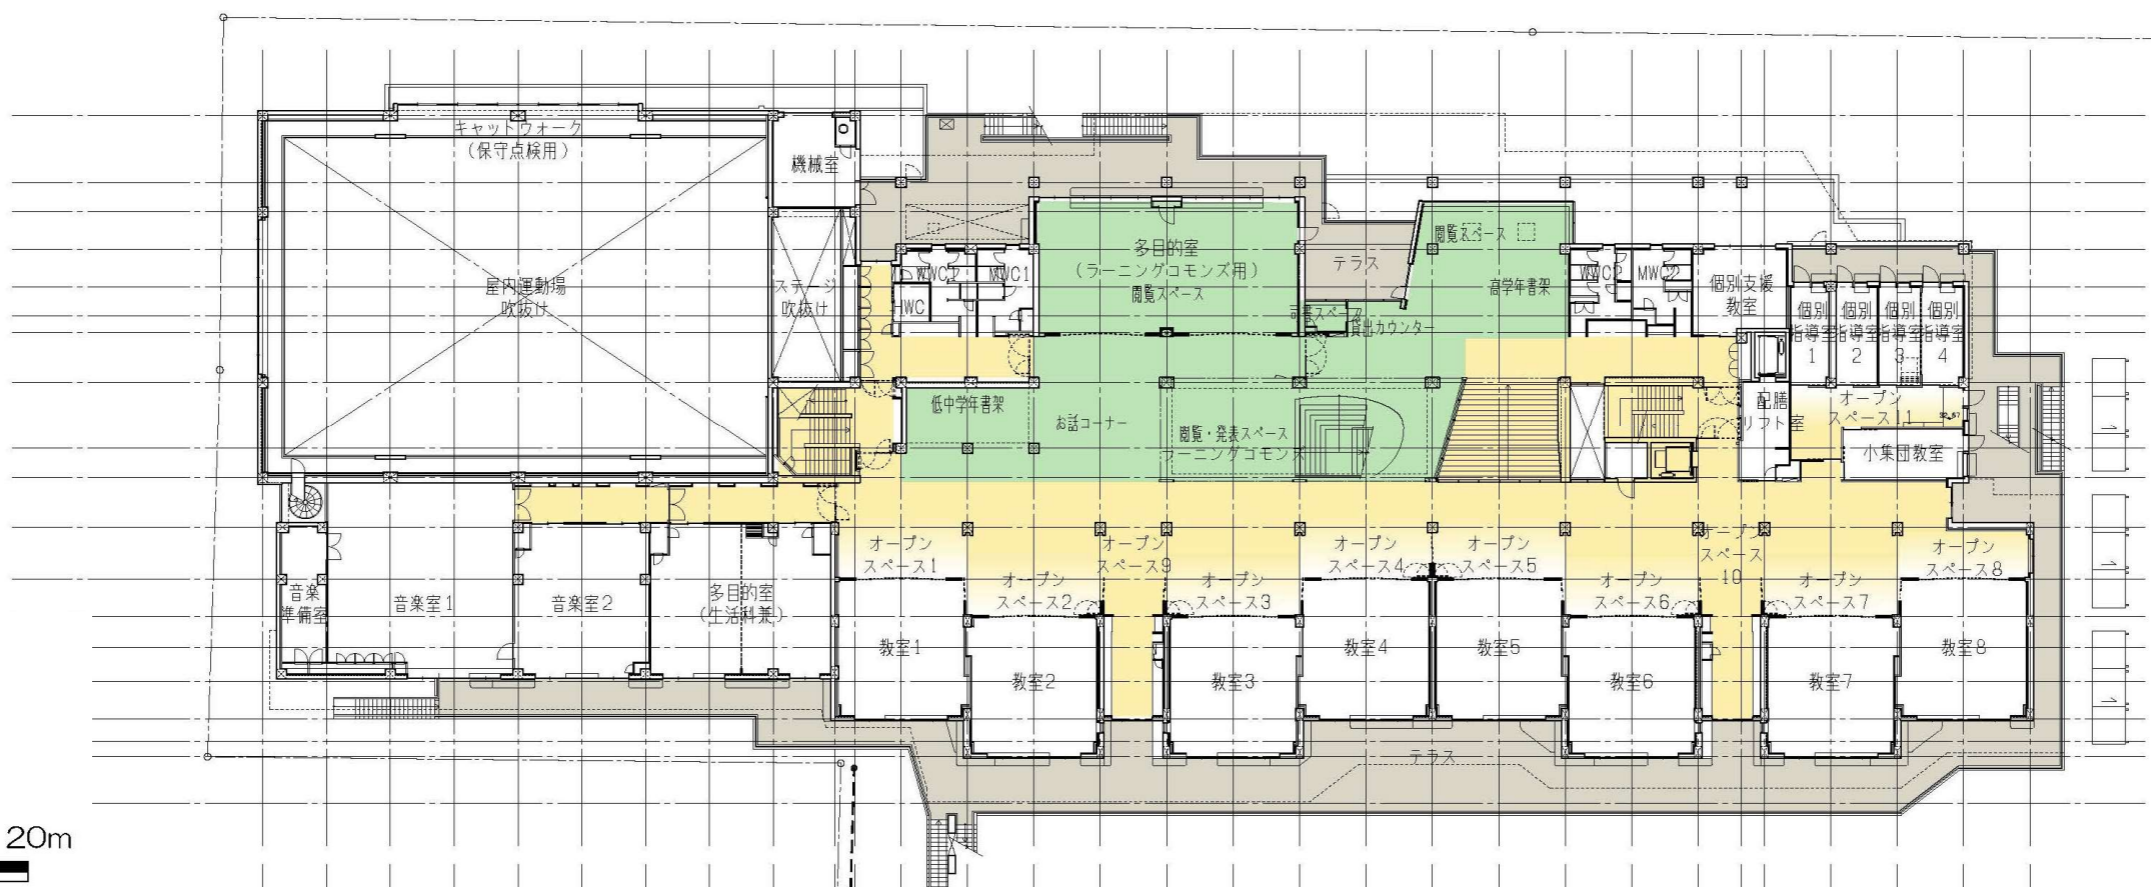 キャットウォーク
（保守点検用）
機械室
屋内運動場
吹抜け
ステージ
吹抜け
WWC1
MWC1
HWC
多目的室
（ラーニングコモンズ用）
閲覧スペース
テラス
閲覧スペース
高学年書架
司書スペース
貸出カウンター
WWC2
MWC2
個別支援
教室
個別
指導室
1
個別
指導室
2
個別
指導室
3
個別
指導室
4
低中学年書架
お話コーナー
閲覧・発表スペース
ラーニングコモンズ
配膳
リフト室
オープン
スペース11
小集団教室
オープン
スペース1
オープン
スペース2
オープン
スペース9
オープン
スペース3
オープン
スペース4
オープン
スペース5
オープン
スペース6
オープン
スペース
10
オープン
スペース7
オープン
スペース8
音楽
準備室
音楽室1
音楽室2
多目的室
（生活科兼）
教室1
教室2
教室3
教室4
教室5
教室6
教室7
教室8
テラス
20m